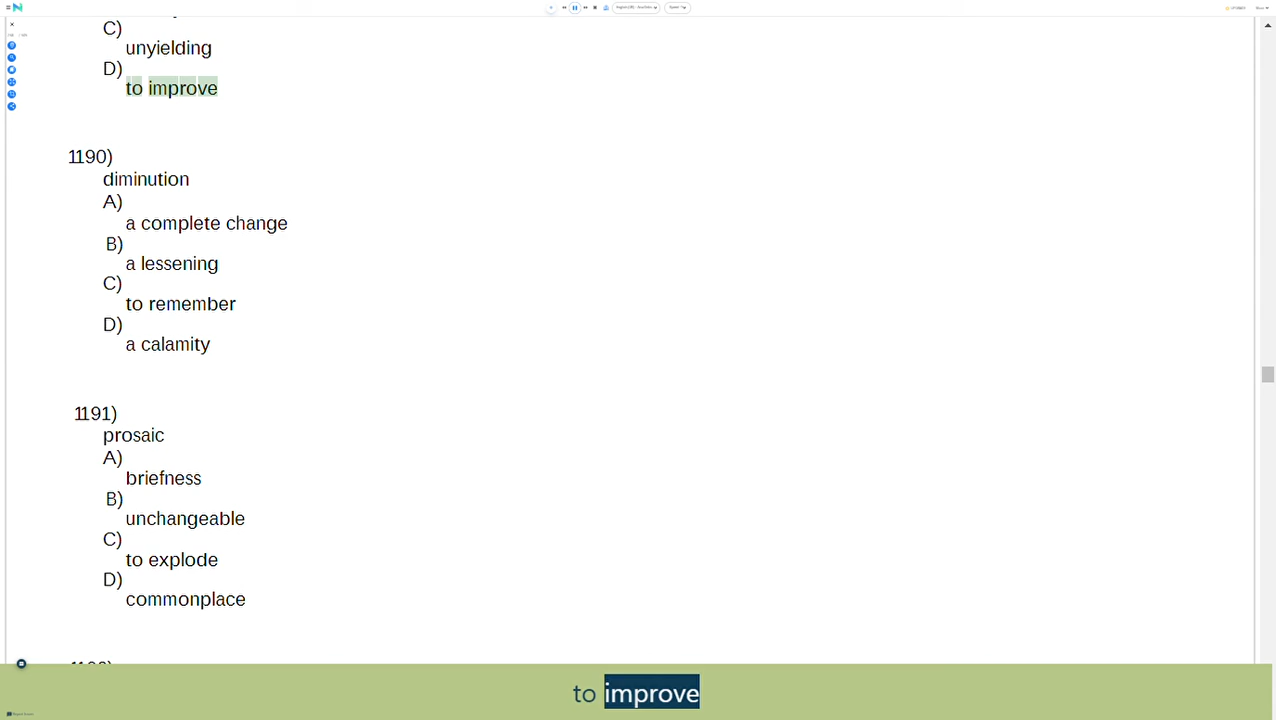 C)
unyielding
D)
to improve
1190)
diminution
A)
a complete change
B)
a lessening
C)
to remember
D)
a calamity
1191)
prosaic
A)
briefness
B)
unchangeable
C)
to explode
D)
commonplace
to improve